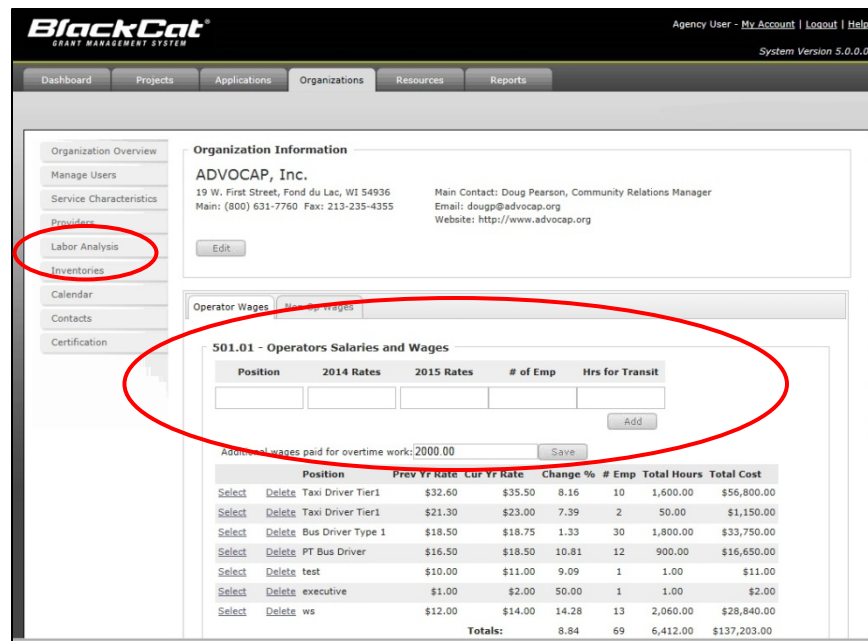 BlackCat®
GRANT MANAGEMENT SYSTEM
Agency User - My Account | Logout | Help
System Version 5.0.0.0
Dashboard Projects Applications Organizations Resources Reports
Organization Overview
Manage Users
Service Characteristics
Providers
Labor Analysis
Inventories
Calendar
Contacts
Certification
Organization Information
ADVOCAP, Inc.
19 W. First Street, Fond du Lac, WI 54936
Main: (800) 631-7760 Fax: 213-235-4355
Main Contact: Doug Pearson, Community Relations Manager
Email: dougp@advocap.org
Website: http://www.advocap.org
Edit
Operator Wages Non-Op Wages
501.01 - Operators Salaries and Wages
Position 2014 Rates 2015 Rates # of Emp Hrs for Transit
Add
Additional wages paid for overtime work: 2000.00 Save
Position Prev Yr Rate Cur Yr Rate Change % # Emp Total Hours Total Cost
Select Delete Taxi Driver Tier1 $32.60 $35.50 8.16 10 1,600.00 $56,800.00
Select Delete Taxi Driver Tier1 $21.30 $23.00 7.39 2 50.00 $1,150.00
Select Delete Bus Driver Type 1 $18.50 $18.75 1.33 30 1,800.00 $33,750.00
Select Delete PT Bus Driver $16.50 $18.50 10.81 12 900.00 $16,650.00
Select Delete test $10.00 $11.00 9.09 1 1.00 $11.00
Select Delete executive $1.00 $2.00 50.00 1 1.00 $2.00
Select Delete ws $12.00 $14.00 14.28 13 2,060.00 $28,840.00
Totals: 8.84 69 6,412.00 $137,203.00